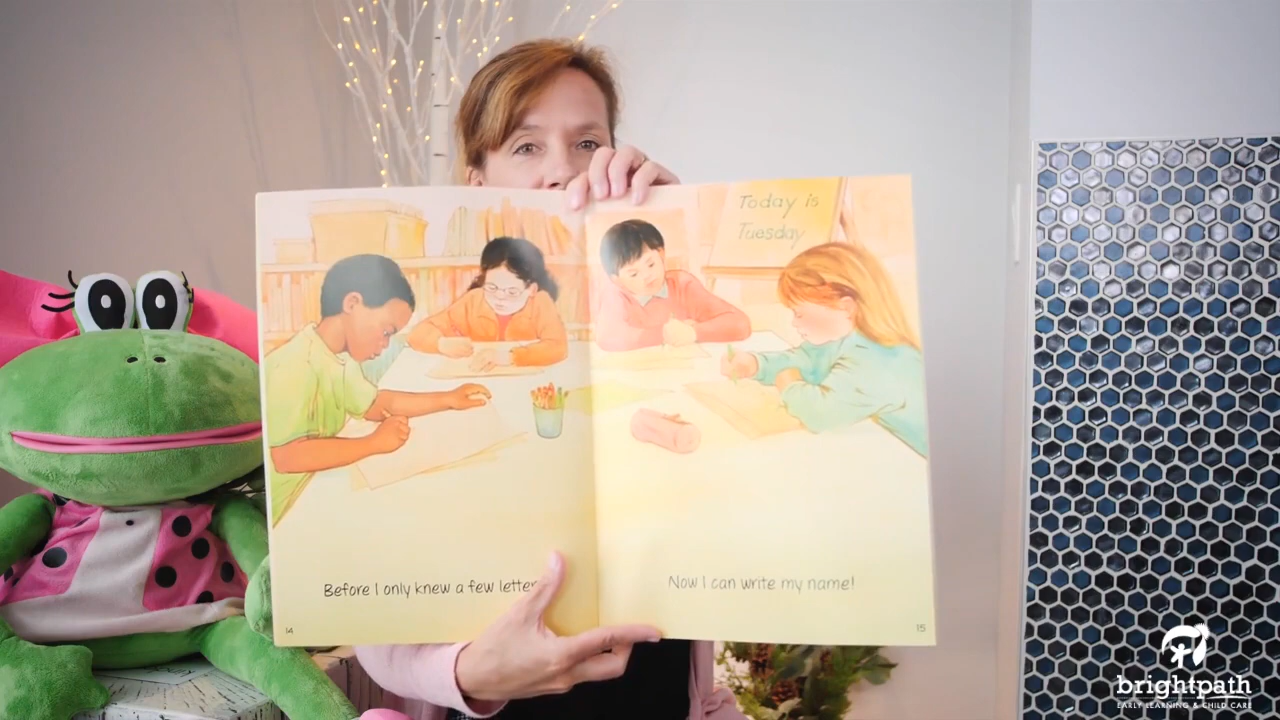 Today is
Tuesday
Before I only knew a few letter
Now I can write my name!
14
15
brightpath
EARLY LEARNING & CHILD CARE